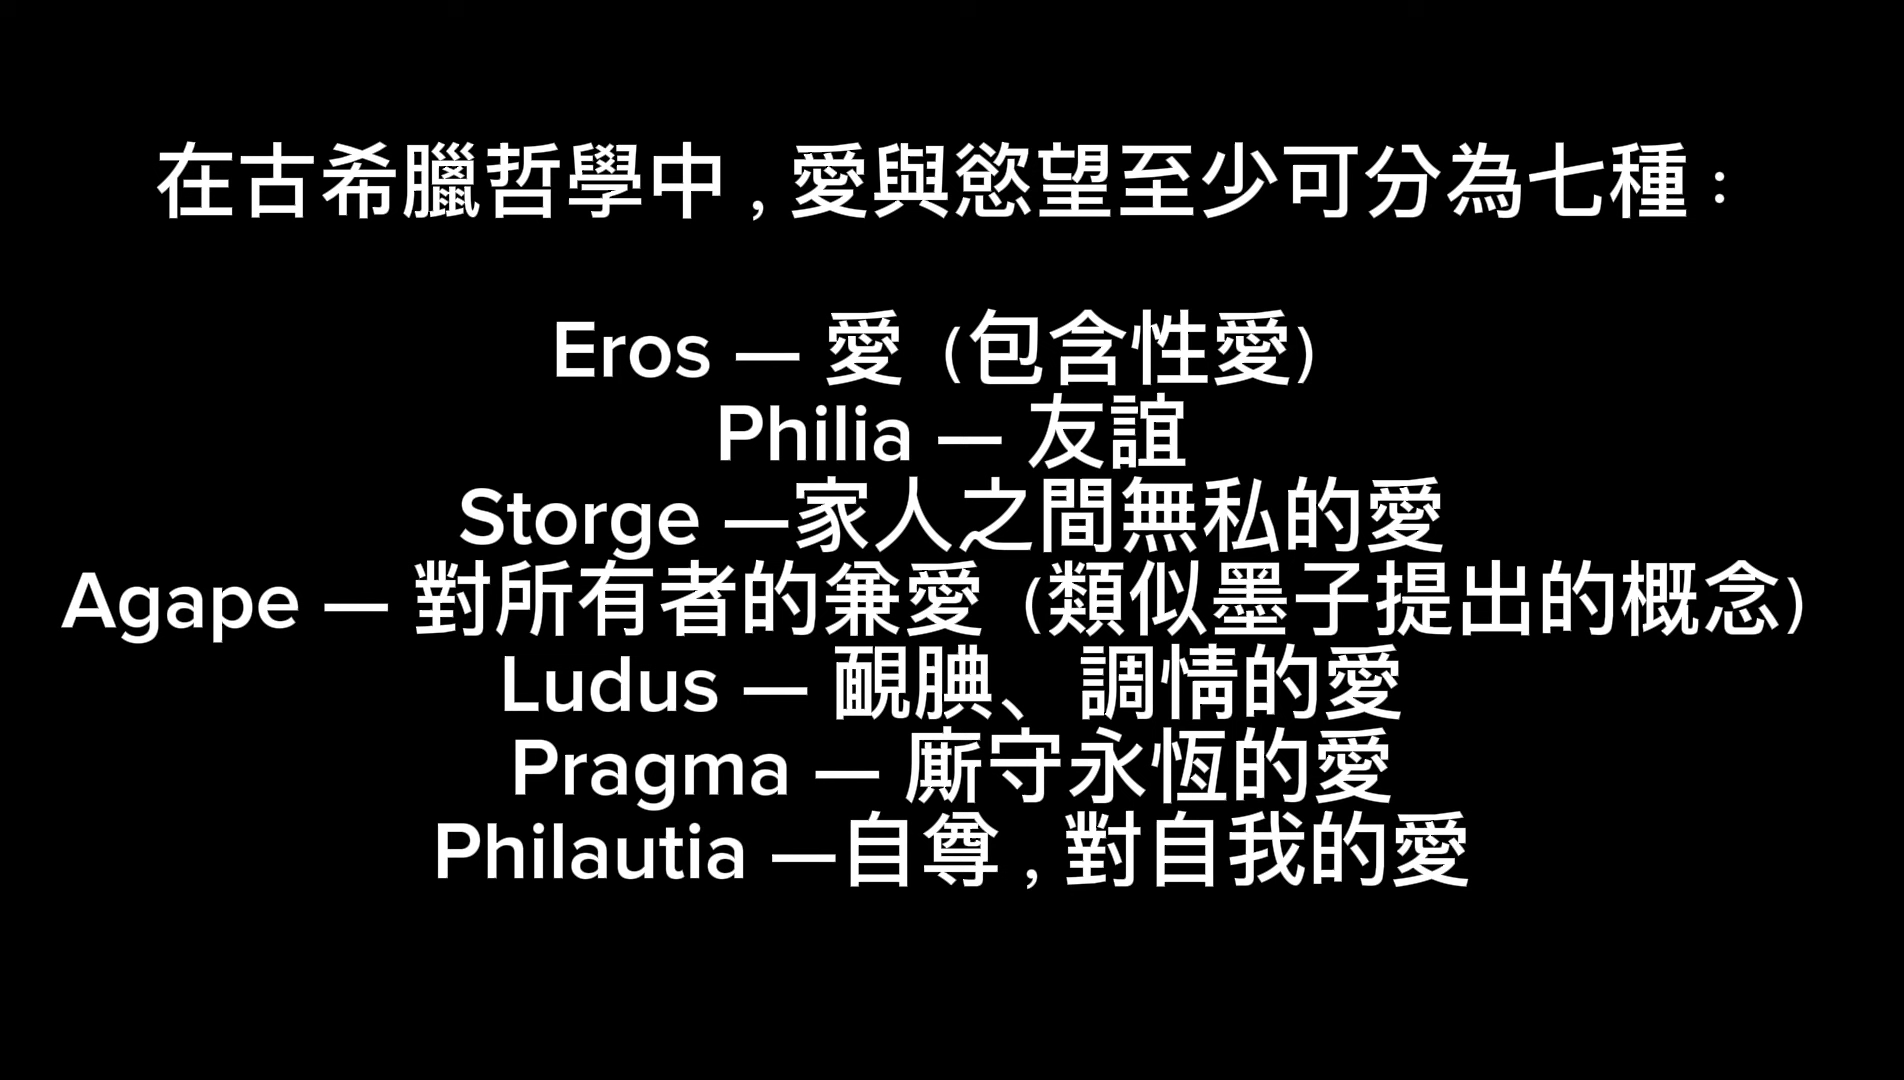 在古希臘哲學中，愛與慾望至少可分為七種：
Eros — 愛（包含性愛）
Philia — 友誼
Storge —家人之間無私的愛
Agape — 對所有者的兼愛（類似墨子提出的概念）
Ludus — 靦腆、調情的愛
Pragma — 廝守永恆的愛
Philautia —自尊，對自我的愛